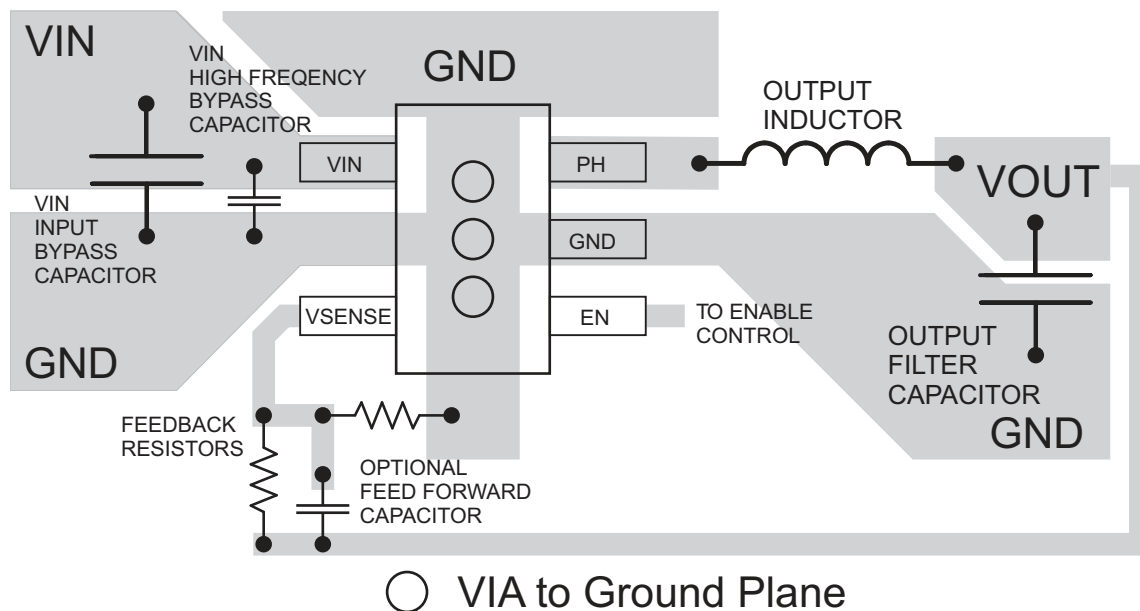 VIN
VIN
HIGH FREQENCY
BYPASS
CAPACITOR
GND
OUTPUT
INDUCTOR
VIN
PH
VOUT
VIN
INPUT
BYPASS
CAPACITOR
GND
VSENSE
EN
TO ENABLE
CONTROL
GND
OUTPUT
FILTER
CAPACITOR
GND
FEEDBACK
RESISTORS
OPTIONAL
FEED FORWARD
CAPACITOR
VIA to Ground Plane